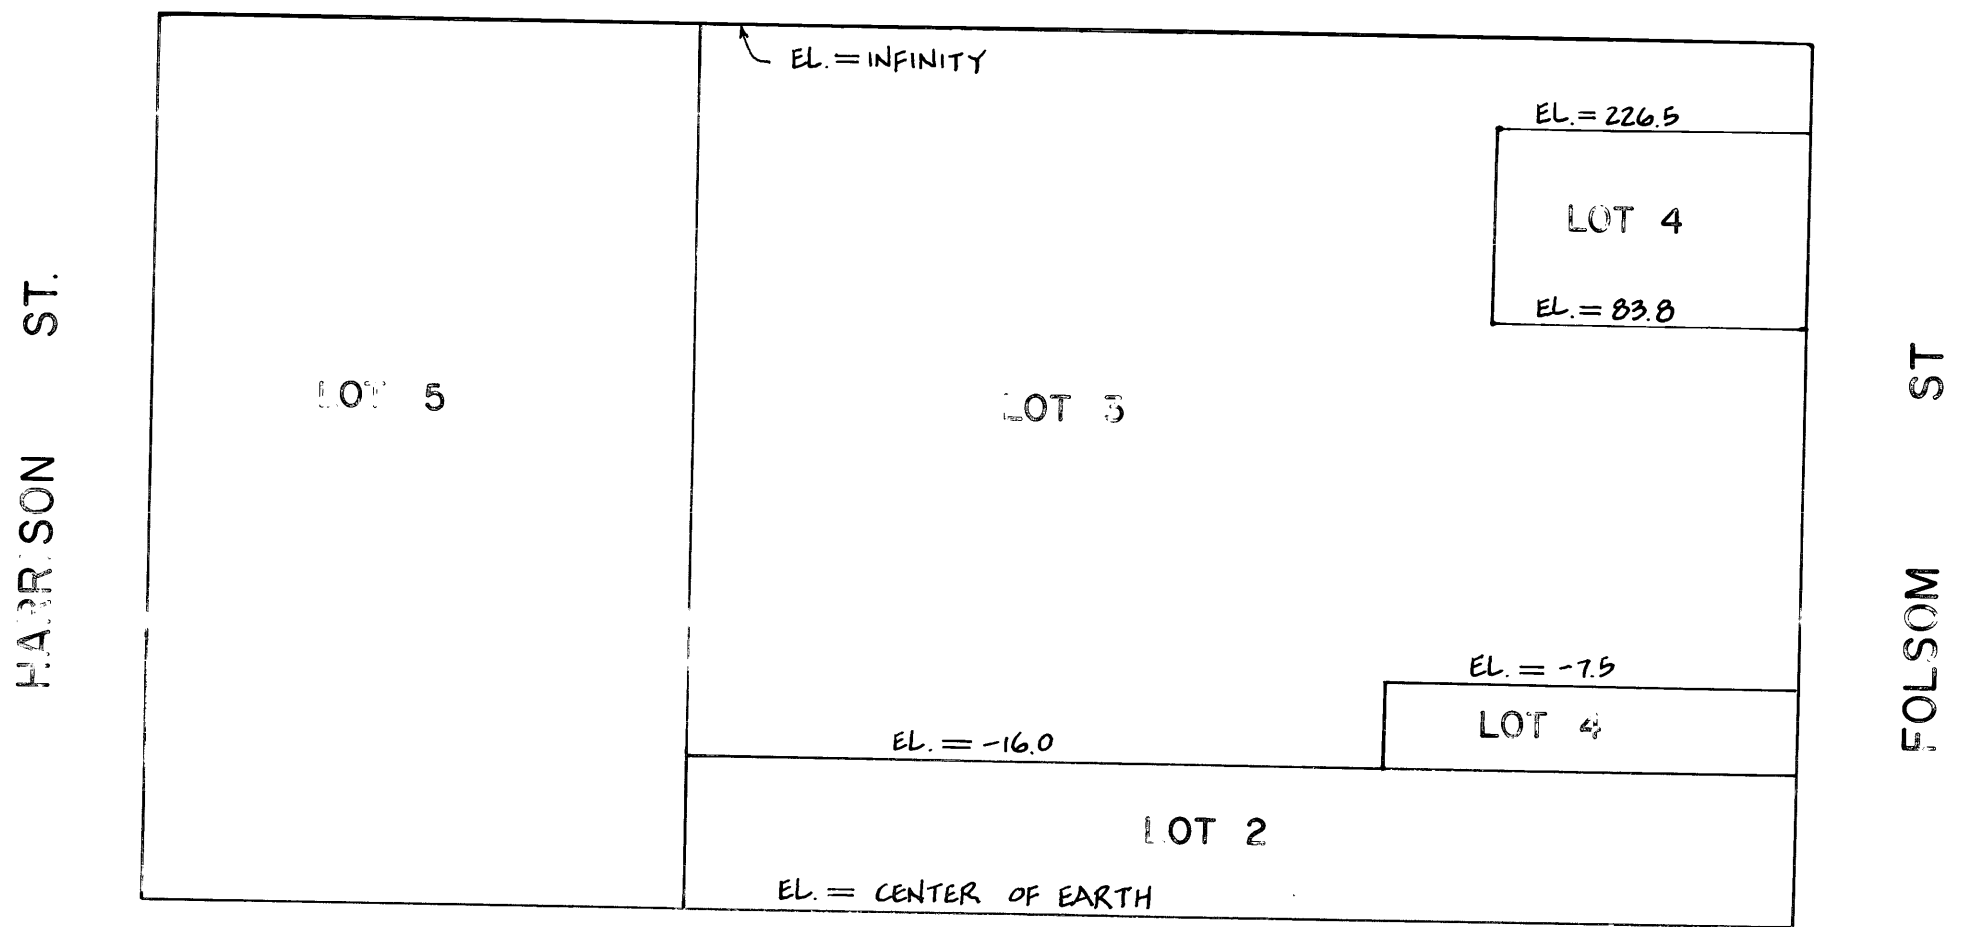 EL. = INFINITY
EL. = 226.5
LOT 4
EL. = 83.8
HARRISON ST.
LOT 5
LOT 3
FOLSOM ST
EL. = -7.5
LOT 4
EL. = -16.0
LOT 2
EL. = CENTER OF EARTH